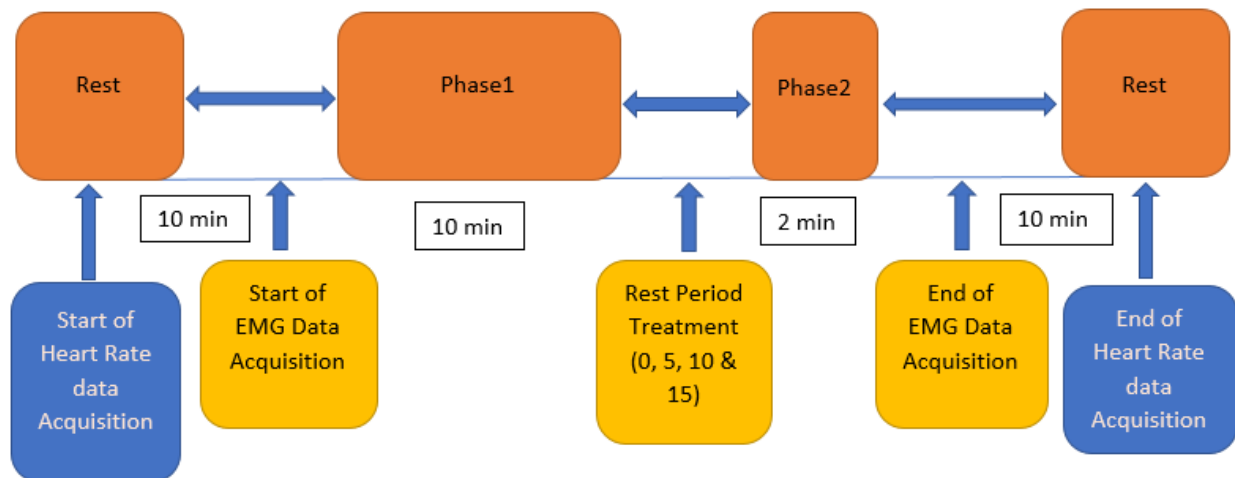 Rest
Phase1
Phase2
Rest
10 min
10 min
2 min
10 min
Start of
Heart Rate
data
Acquisition
Start of
EMG Data
Acquisition
Rest Period
Treatment
(0, 5, 10 &
15)
End of
EMG Data
Acquisition
End of
Heart Rate
data
Acquisition